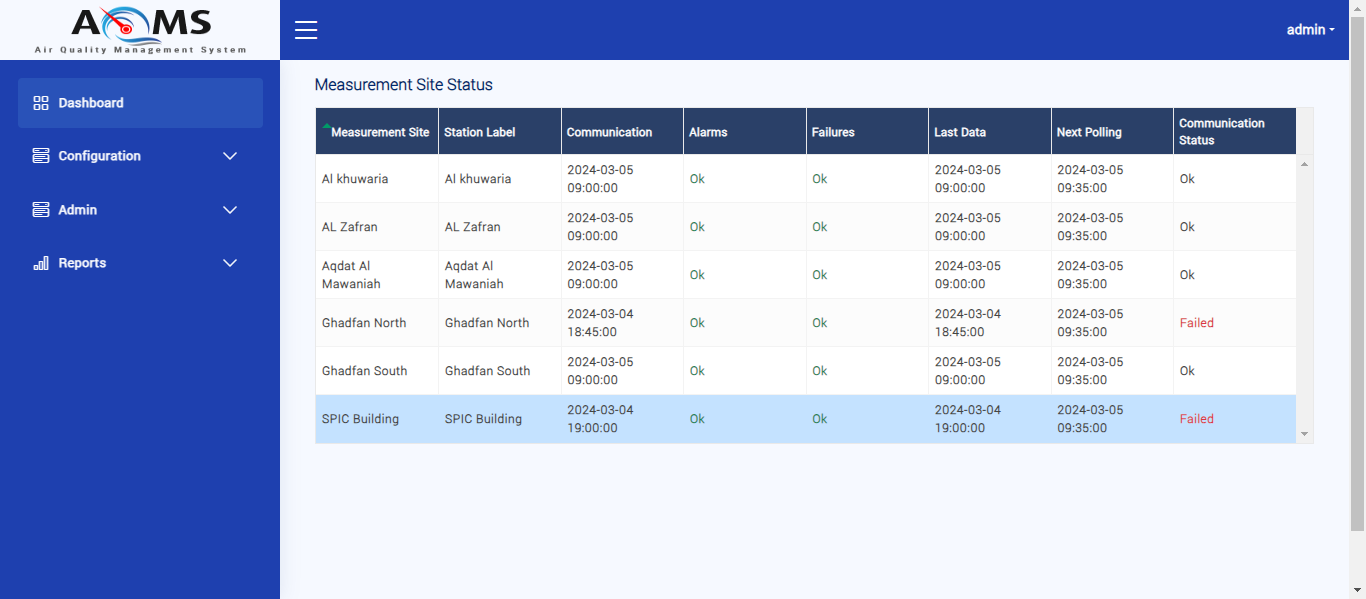 AQMS
Air Quality Management System
admin
Dashboard
Configuration
Admin
Reports
Measurement Site Status
Measurement Site Station Label Communication Alarms Failures Last Data Next Polling Communication Status
Al khuwaria Al khuwaria 2024-03-05 09:00:00 Ok Ok 2024-03-05 09:00:00 2024-03-05 09:35:00 Ok
AL Zafran AL Zafran 2024-03-05 09:00:00 Ok Ok 2024-03-05 09:00:00 2024-03-05 09:35:00 Ok
Aqdat Al Mawaniah Aqdat Al Mawaniah 2024-03-05 09:00:00 Ok Ok 2024-03-05 09:00:00 2024-03-05 09:35:00 Ok
Ghadfan North Ghadfan North 2024-03-04 18:45:00 Ok Ok 2024-03-04 18:45:00 2024-03-05 09:35:00 Failed
Ghadfan South Ghadfan South 2024-03-05 09:00:00 Ok Ok 2024-03-05 09:00:00 2024-03-05 09:35:00 Ok
SPIC Building SPIC Building 2024-03-04 19:00:00 Ok Ok 2024-03-04 19:00:00 2024-03-05 09:35:00 Failed